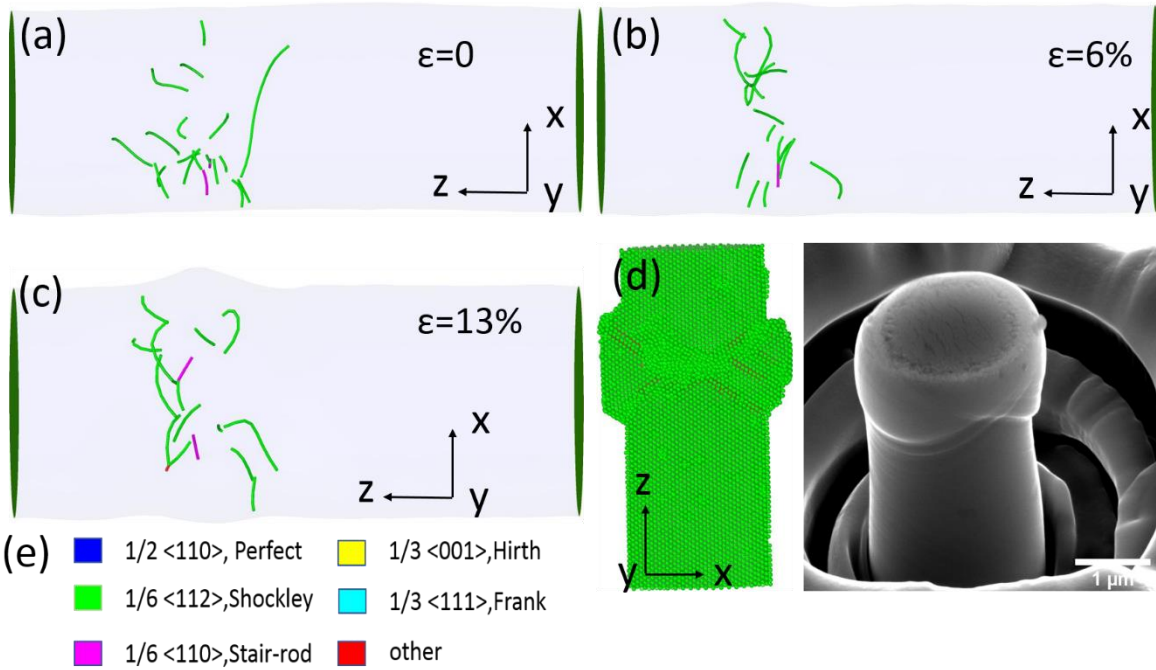 (a)
ε=0
x
z
y
(b)
ε=6%
x
z
y
(c)
ε=13%
x
z
y
(d)
z
y
x
1 μm
(e)
1/2 <110>, Perfect
1/3 <001>,Hirth
1/6 <112>,Shockley
1/3 <111>,Frank
1/6 <110>,Stair-rod
other